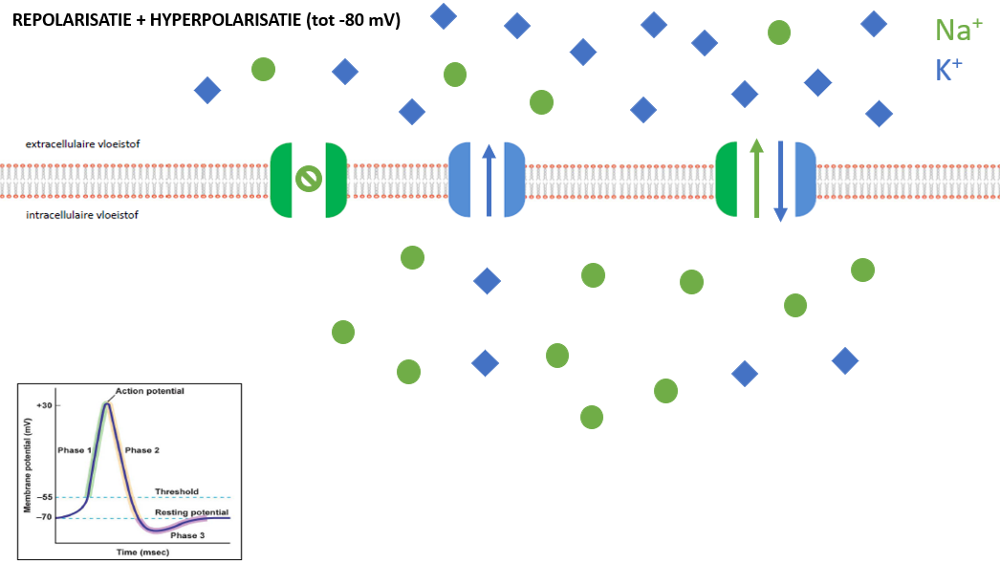 REPOLARISATIE + HYPERPOLARISATIE (tot -80 mV)
Na+
K+
extracellulaire vloeistof
intracellulaire vloeistof
Action potential
+30
Membrane potential (mV)
Phase 1
Phase 2
Threshold
–55
Resting potential
–70
Phase 3
Time (msec)